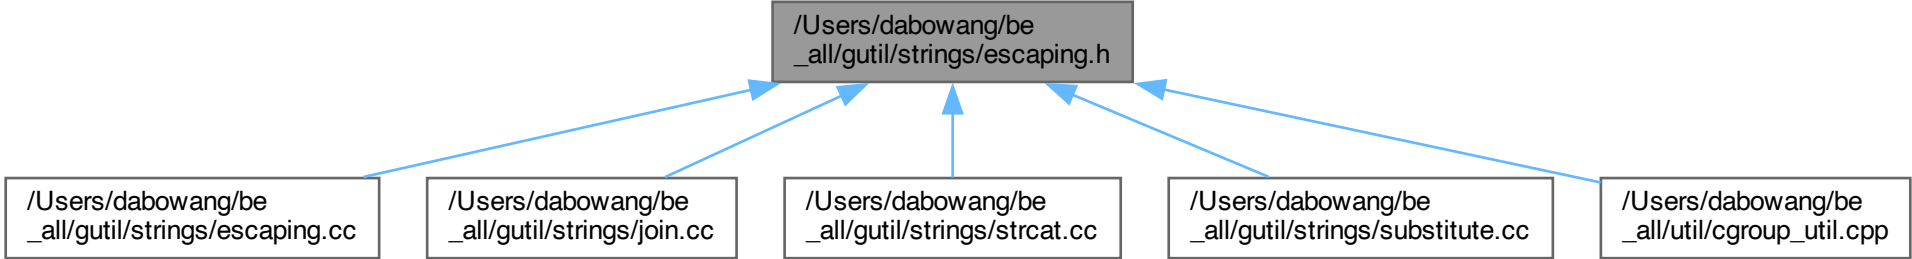 /Users/dabowang/be
_all/gutil/strings/escaping.h
/Users/dabowang/be
_all/gutil/strings/escaping.cc
/Users/dabowang/be
_all/gutil/strings/join.cc
/Users/dabowang/be
_all/gutil/strings/strcat.cc
/Users/dabowang/be
_all/gutil/strings/substitute.cc
/Users/dabowang/be
_all/util/cgroup_util.cpp